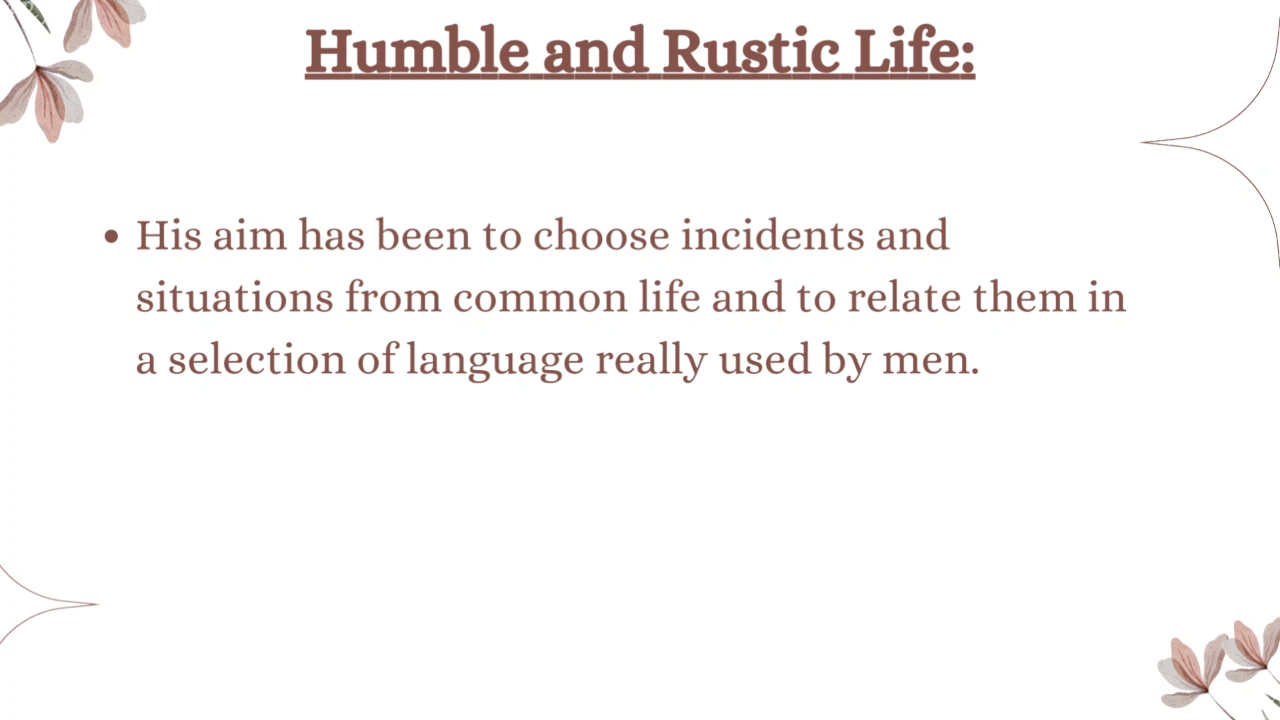 Humble and Rustic Life:
• His aim has been to choose incidents and
situations from common life and to relate them in
a selection of language really used by men.